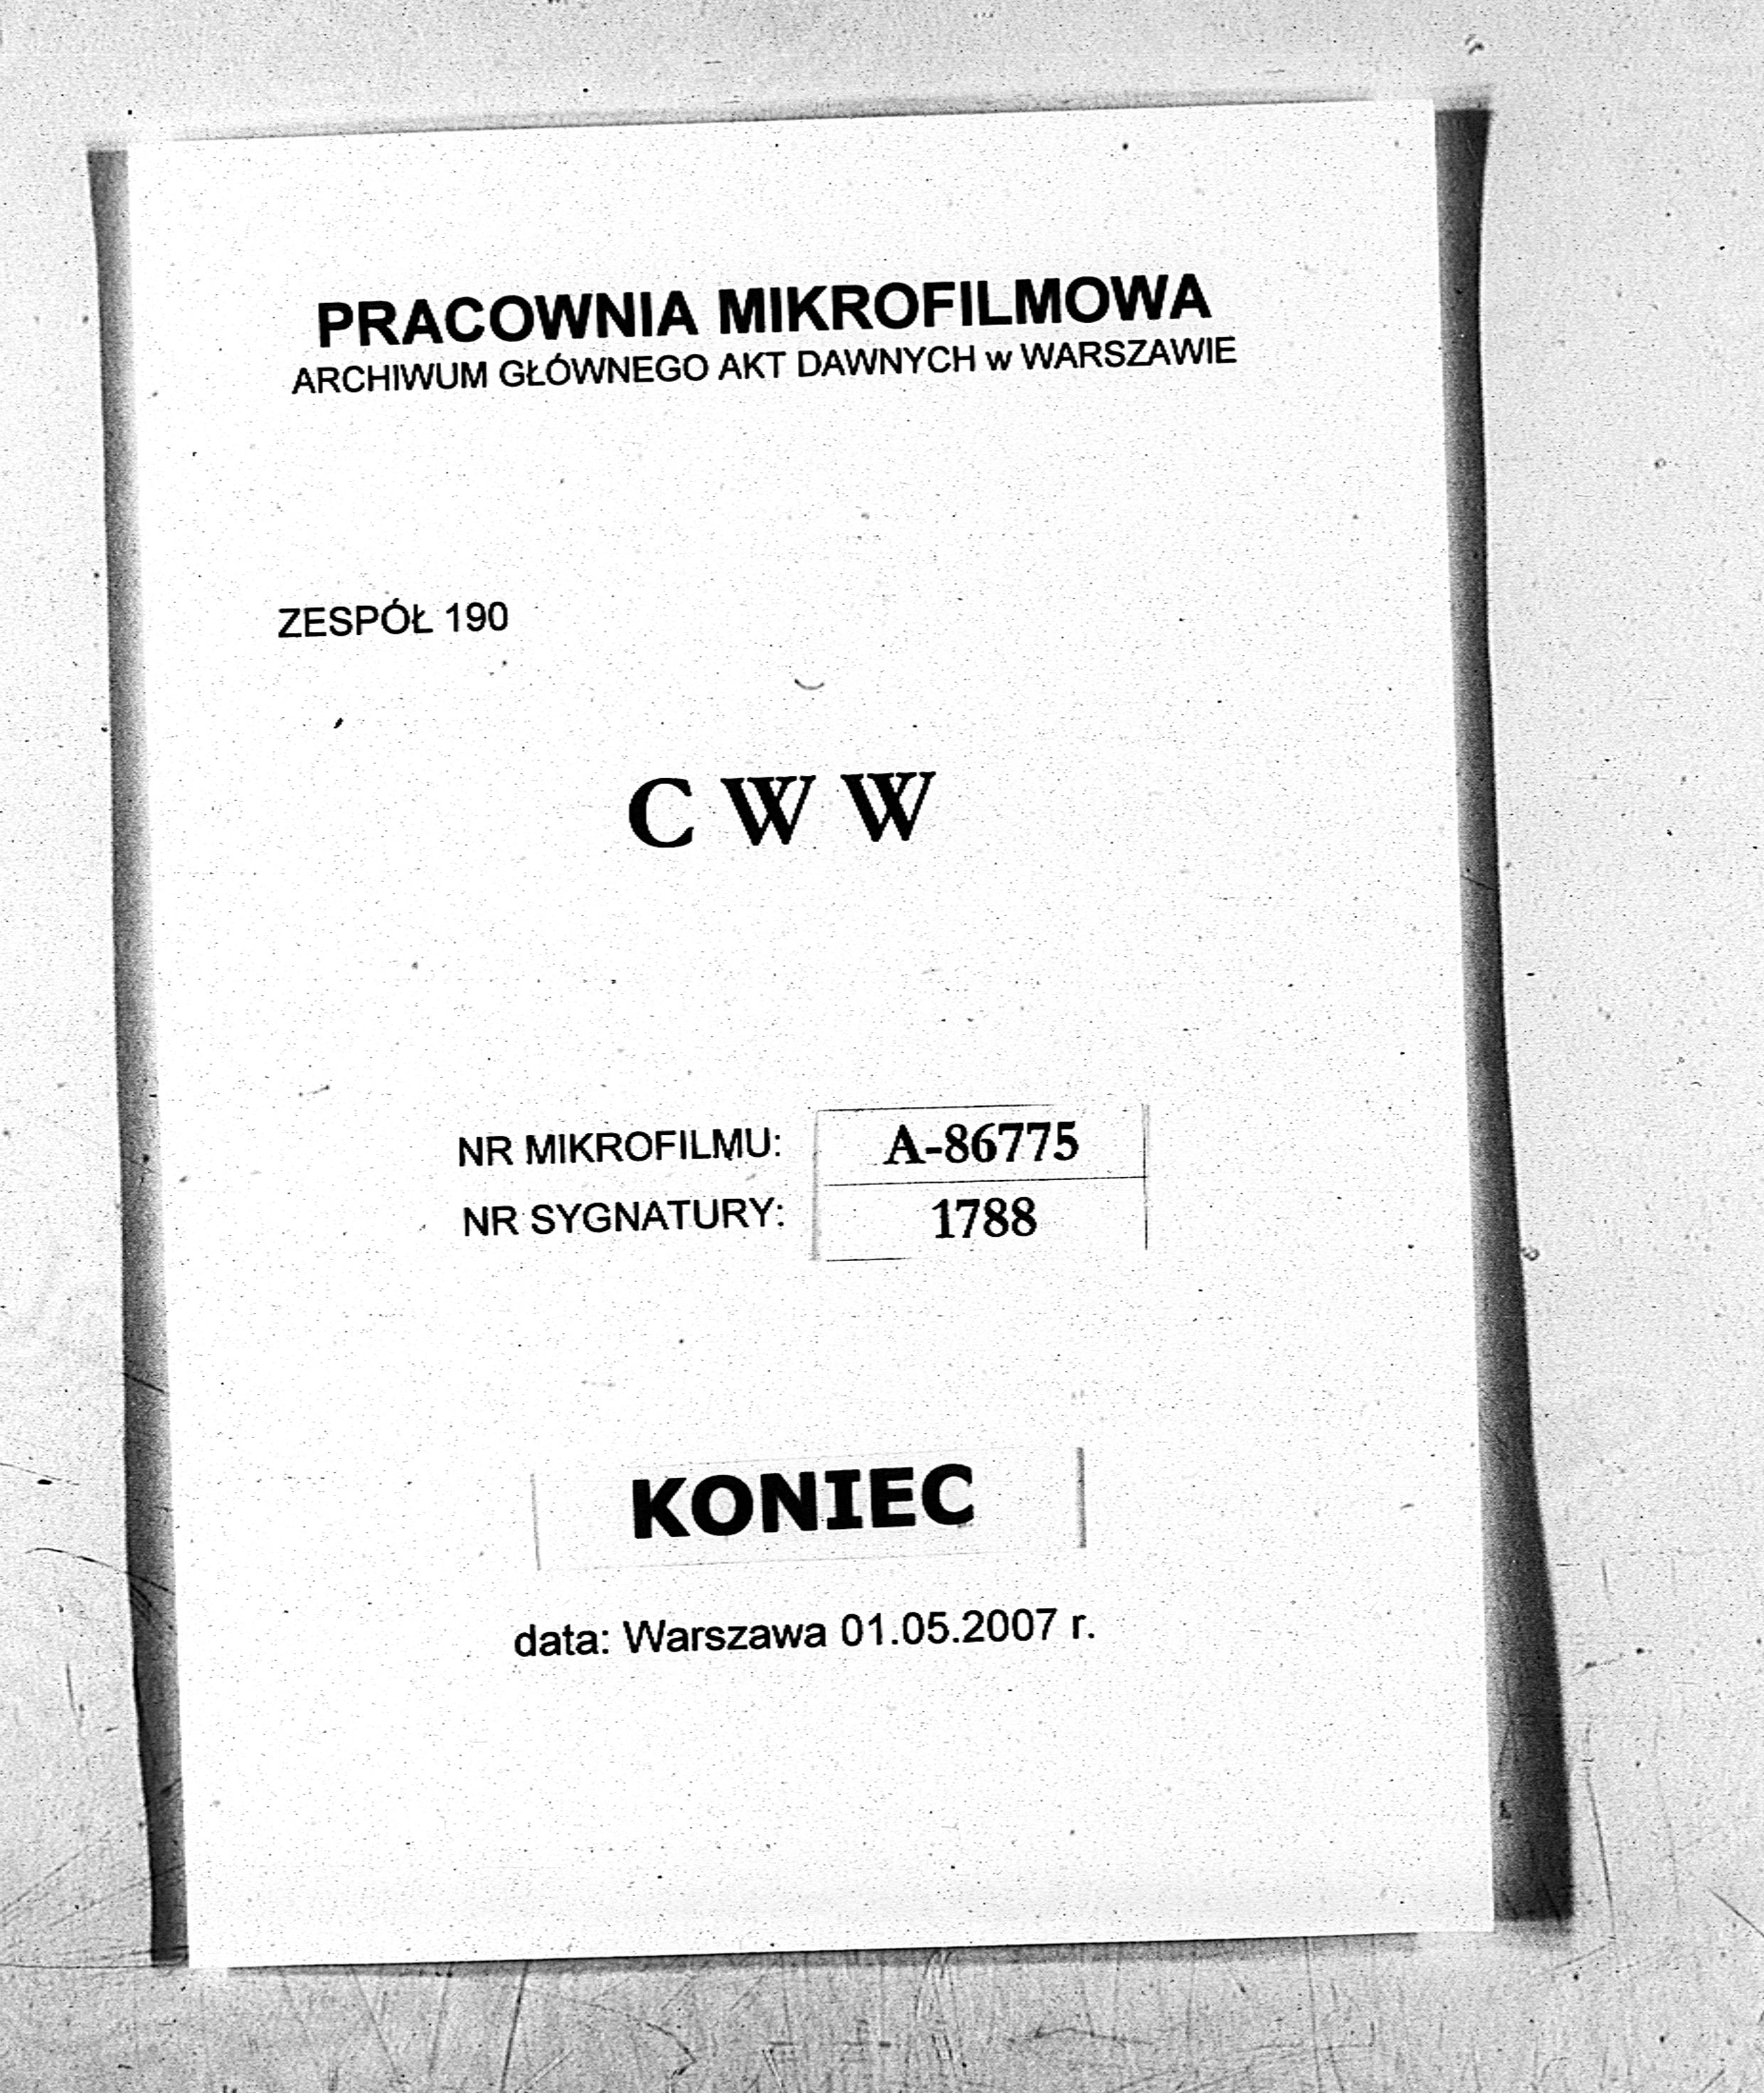 PRACOWNIA MIKROFILMOWA
ARCHIWUM GŁÓWNEGO AKT DAWNYCH w WARSZAWIE
ZESPÓŁ 190
C W W
NR MIKROFILMU: A-86775
NR SYGNATURY: 1788
KONIEC
data: Warszawa 01.05.2007 r.